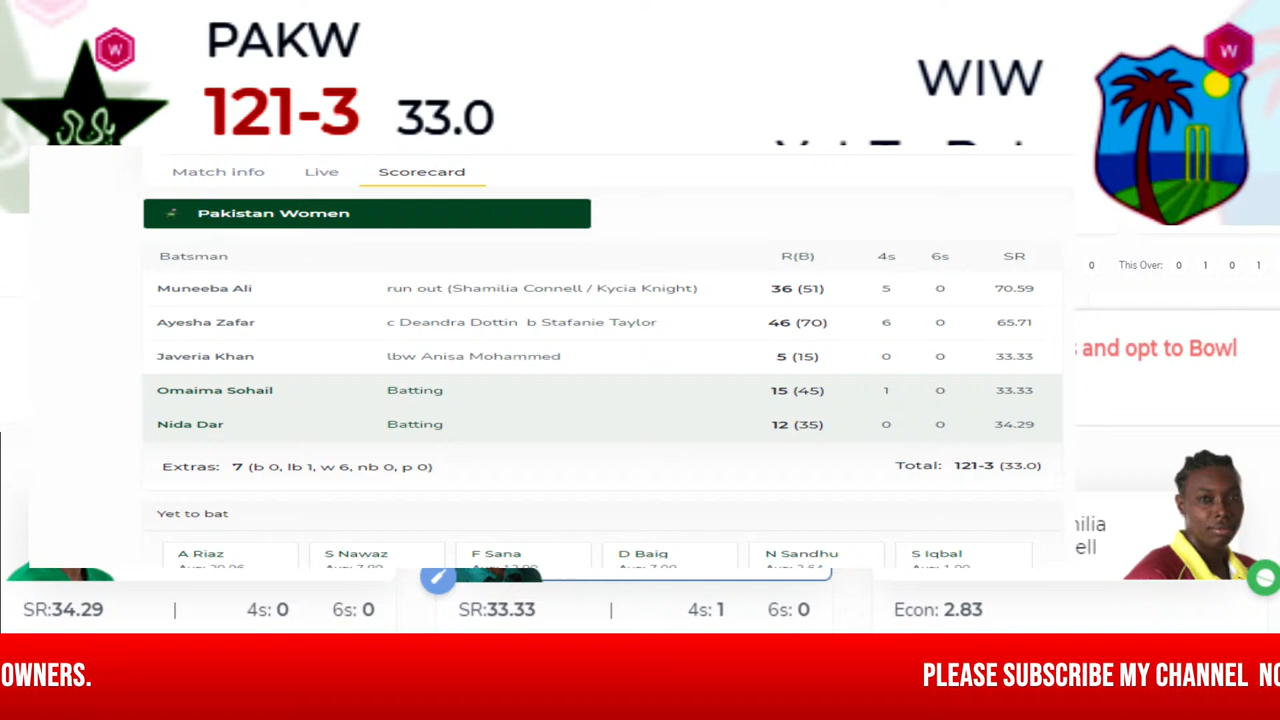 W
PAKW
121-3 33.0
WIW
W
Match info Live Scorecard
Pakistan Women
Batsman R(B) 4s 6s SR
Muneeba Ali run out (Shamilia Connell / Kycia Knight) 36 (51) 5 0 70.59
Ayesha Zafar c Deandra Dottin b Stafanie Taylor 46 (70) 6 0 65.71
Javeria Khan lbw Anisa Mohammed 5 (15) 0 0 33.33
Omaima Sohail Batting 15 (45) 1 0 33.33
Nida Dar Batting 12 (35) 0 0 34.29
Extras: 7 (b 0, lb 1, w 6, nb 0, p 0) Total: 121-3 (33.0)
Yet to bat
A Riaz S Nawaz F Sana D Baig N Sandhu S Iqbal
0 This Over: 0 1 0 1
s and opt to Bowl
nilia
ell
SR:34.29 | 4s: 0 6s: 0 SR:33.33 | 4s: 1 6s: 0 Econ: 2.83
OWNERS. PLEASE SUBSCRIBE MY CHANNEL NO